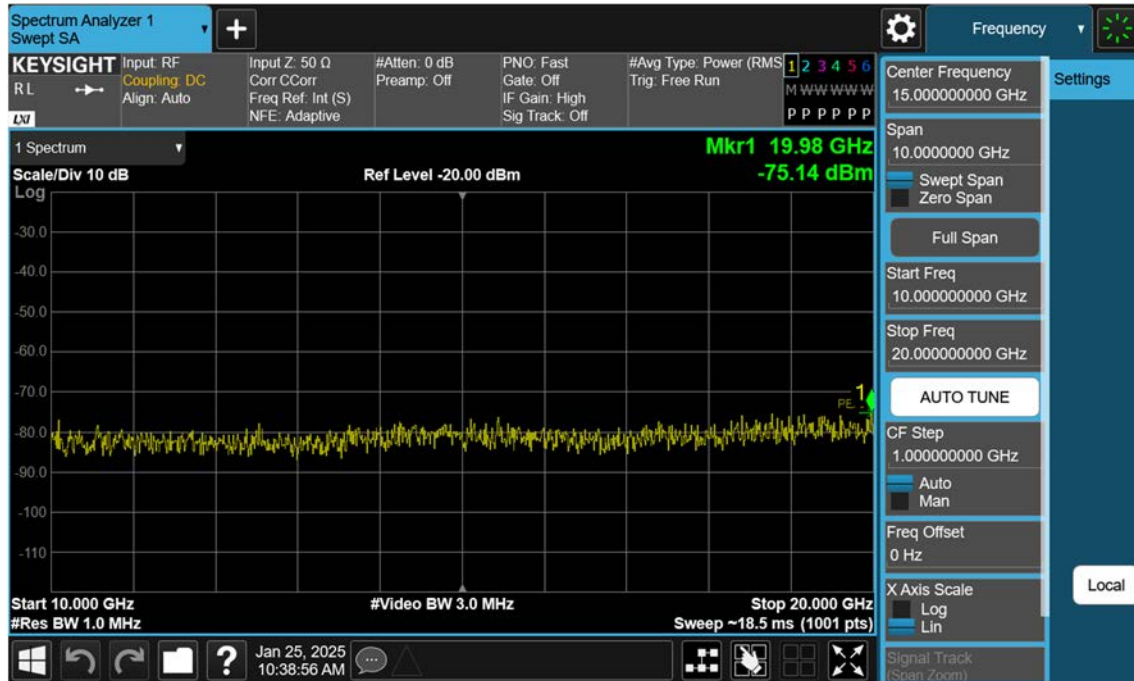 Spectrum Analyzer 1
Swept SA
+
Frequency
KEYSIGHT
R L
LXI
Input: RF
Coupling: DC
Align: Auto
Input Z: 50 Ω
Corr CCorr
Freq Ref: Int (S)
NFE: Adaptive
#Atten: 0 dB
Preamp: Off
PNO: Fast
Gate: Off
IF Gain: High
Sig Track: Off
#Avg Type: Power (RMS
Trig: Free Run
1 2 3 4 5 6
M W W W W W
P P P P P P
1 Spectrum
Scale/Div 10 dB
Log
Ref Level -20.00 dBm
Mkr1 19.98 GHz
-75.14 dBm
-30.0
-40.0
-50.0
-60.0
-70.0
-80.0
-90.0
-100
-110
1
Start 10.000 GHz
#Res BW 1.0 MHz
#Video BW 3.0 MHz
Stop 20.000 GHz
Sweep ~18.5 ms (1001 pts)
Center Frequency
15.000000000 GHz
Span
10.0000000 GHz
Swept Span
Zero Span
Full Span
Start Freq
10.000000000 GHz
Stop Freq
20.000000000 GHz
AUTO TUNE
CF Step
1.000000000 GHz
Auto
Man
Freq Offset
0 Hz
X Axis Scale
Log
Lin
Signal Track
(Span Zoom)
Settings
Local
?
Jan 25, 2025
10:38:56 AM